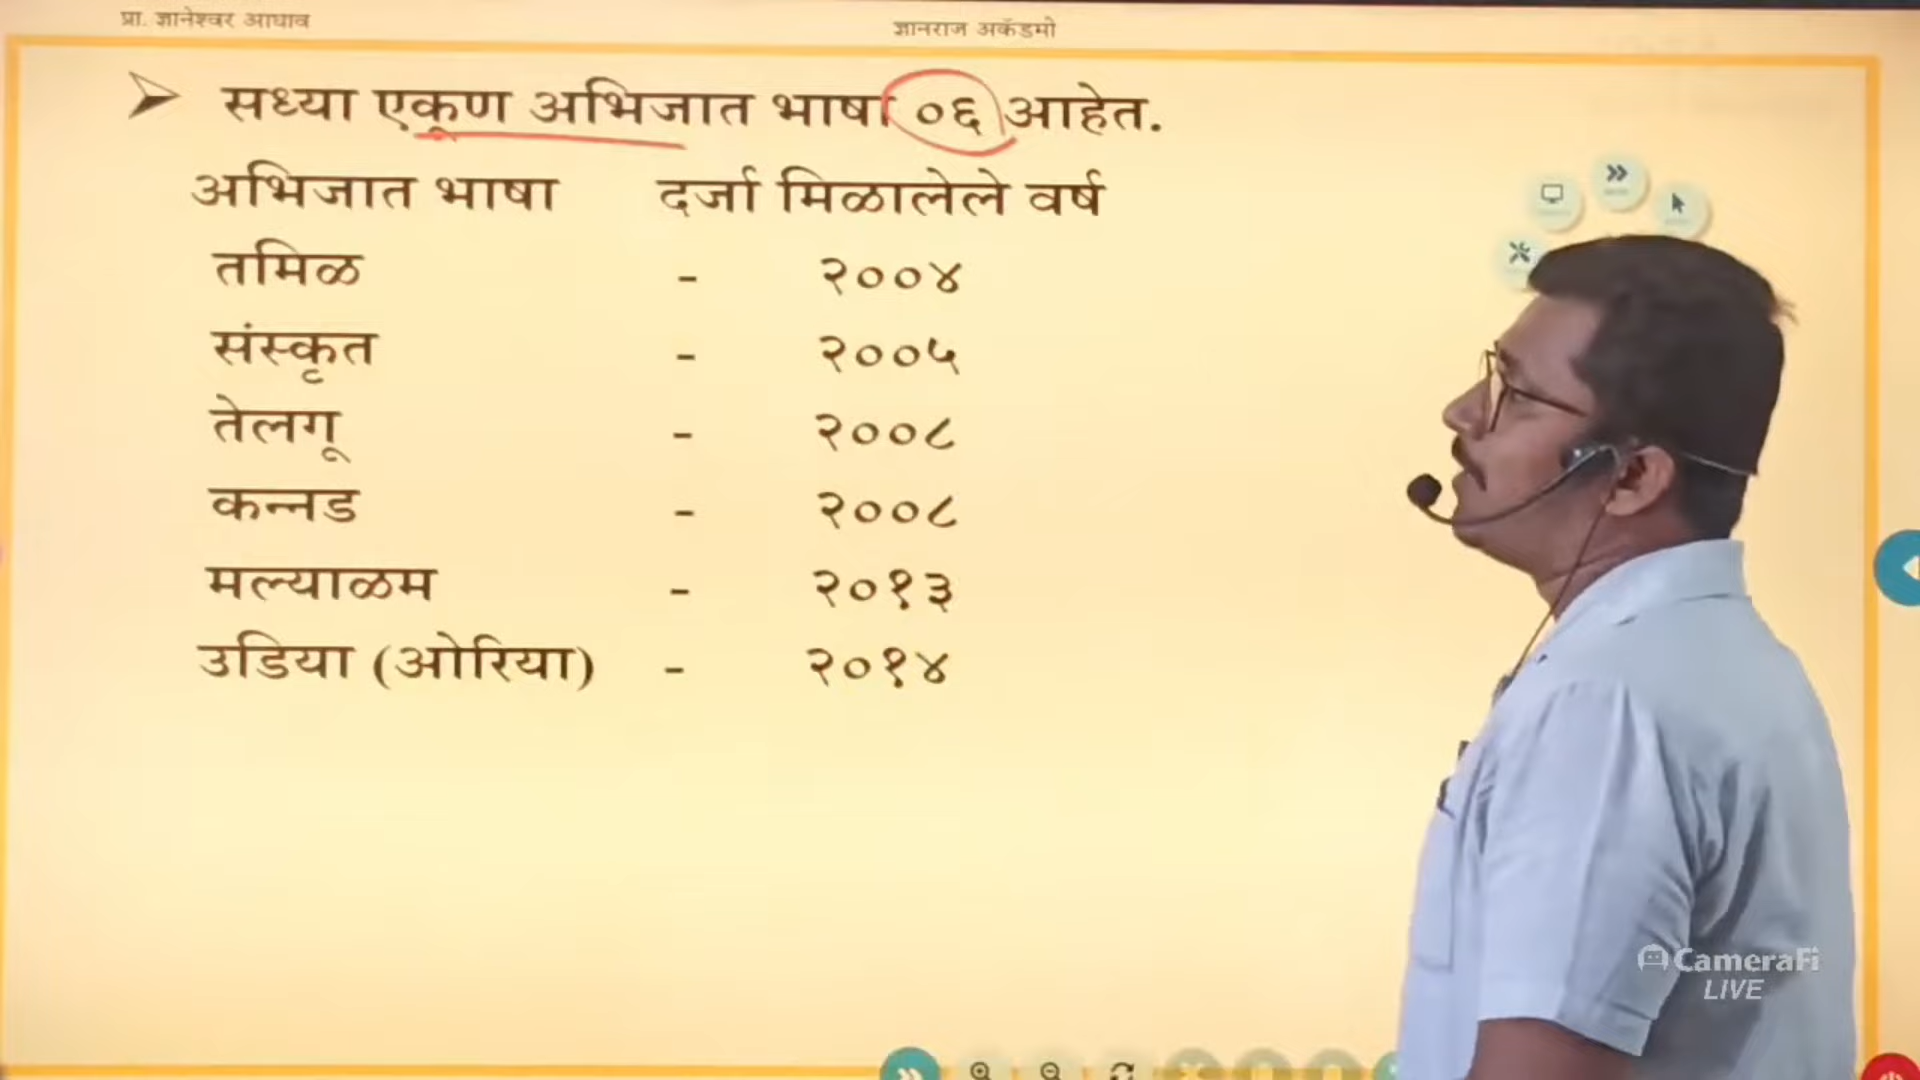 प्रा. ज्ञानेश्वर आघाव
ज्ञानराज अकॅडमी
सध्या एकूण अभिजात भाषा ०६ आहेत.
अभिजात भाषा दर्जा मिळालेले वर्ष
तमिळ - २००४
संस्कृत - २००५
तेलगू - २००८
कन्नड - २००८
मल्याळम - २०१३
उडिया (ओरिया) - २०१४
CameraFi
LIVE